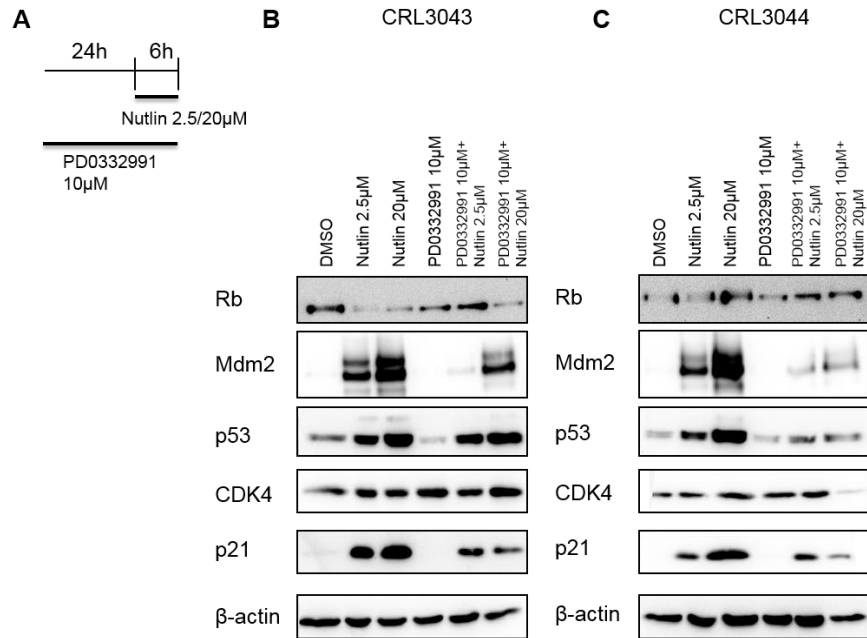 A
24h
6h
Nutlin 2.5/20µM
PD0332991
10µM
B
CRL3043
DMSO
Nutlin 2.5µM
Nutlin 20µM
PD0332991 10µM
PD0332991 10µM+
Nutlin 2.5µM
PD0332991 10µM+
Nutlin 20µM
Rb
Mdm2
p53
CDK4
p21
β-actin
C
CRL3044
DMSO
Nutlin 2.5µM
Nutlin 20µM
PD0332991 10µM
PD0332991 10µM+
Nutlin 2.5µM
PD0332991 10µM+
Nutlin 20µM
Rb
Mdm2
p53
CDK4
p21
β-actin